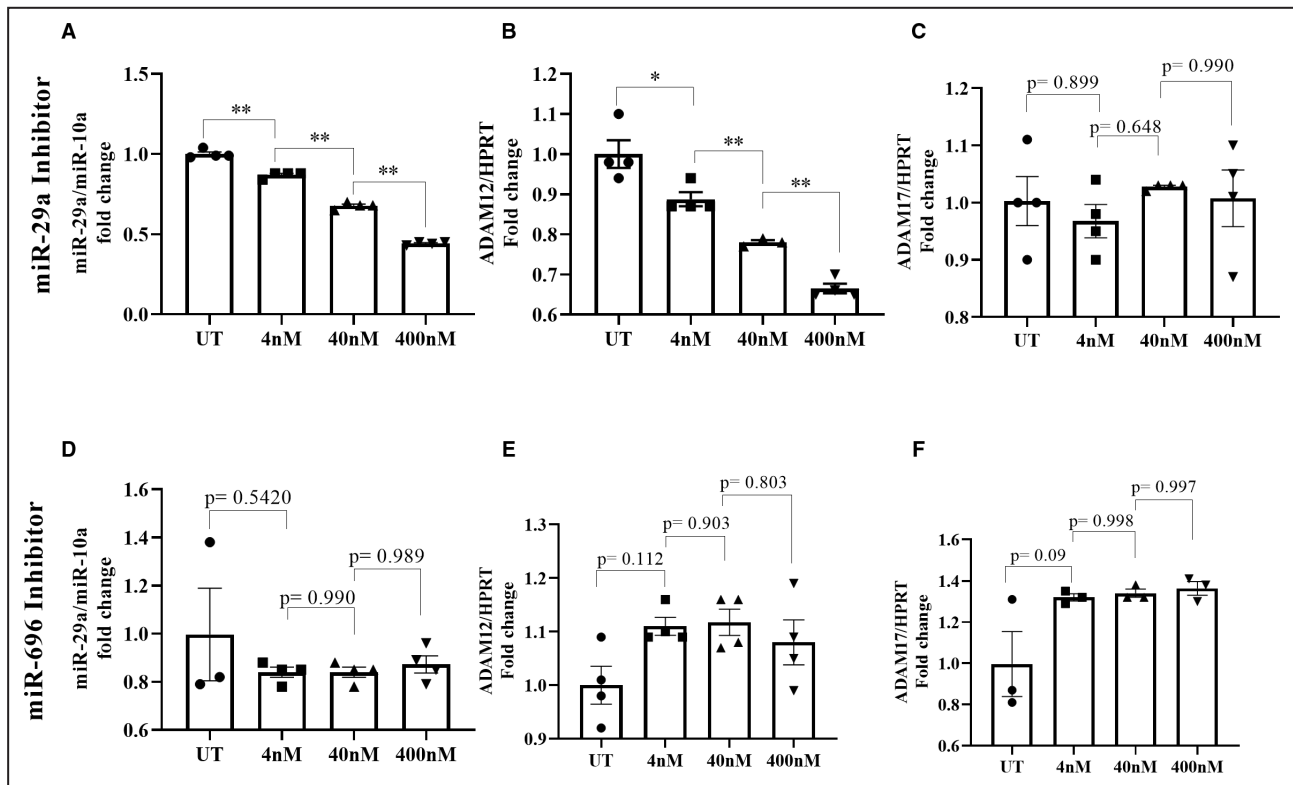 A
miR-29a Inhibitor
miR-29a/miR-10a
fold change
1.5
1.0
0.5
0.0
**
**
**
UT 4nM 40nM 400nM
B
ADAM12/HPRT
Fold change
1.2
1.1
1.0
0.9
0.8
0.7
0.6
*
**
**
UT 4nM 40nM 400nM
C
ADAM17/HPRT
Fold change
1.2
1.1
1.0
0.9
0.8
p= 0.899
p= 0.648
p= 0.990
UT 4nM 40nM 400nM
D
miR-696 Inhibitor
miR-29a/miR-10a
fold change
1.6
1.4
1.2
1.0
0.8
0.6
p= 0.5420
p= 0.990
p= 0.989
UT 4nM 40nM 400nM
E
ADAM12/HPRT
Fold change
1.3
1.2
1.1
1.0
0.9
p= 0.112
p= 0.903
p= 0.803
UT 4nM 40nM 400nM
F
ADAM17/HPRT
Fold change
1.6
1.4
1.2
1.0
0.8
0.6
p= 0.09
p= 0.998
p= 0.997
UT 4nM 40nM 400nM